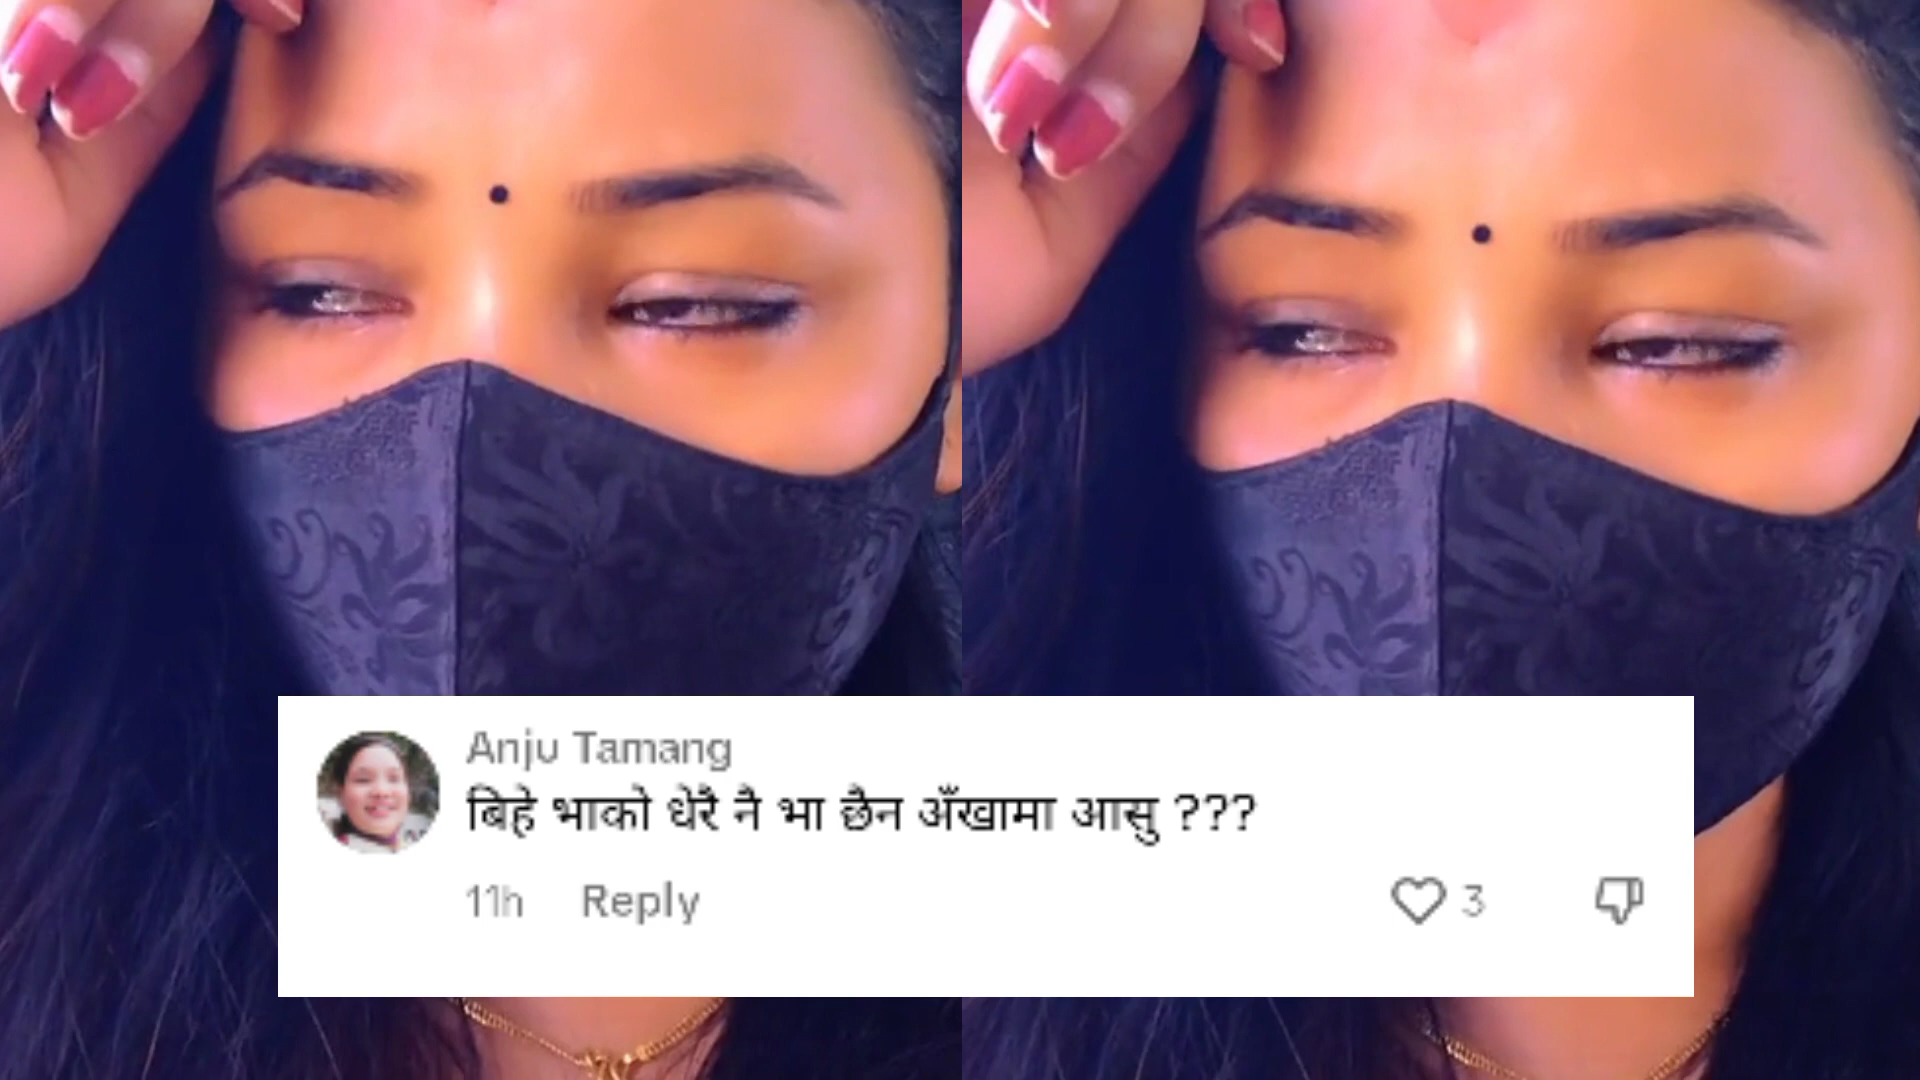 Anju Tamang
बिहे भाको धेरै नै भा छैन अँखामा आसु ???
11h Reply 3